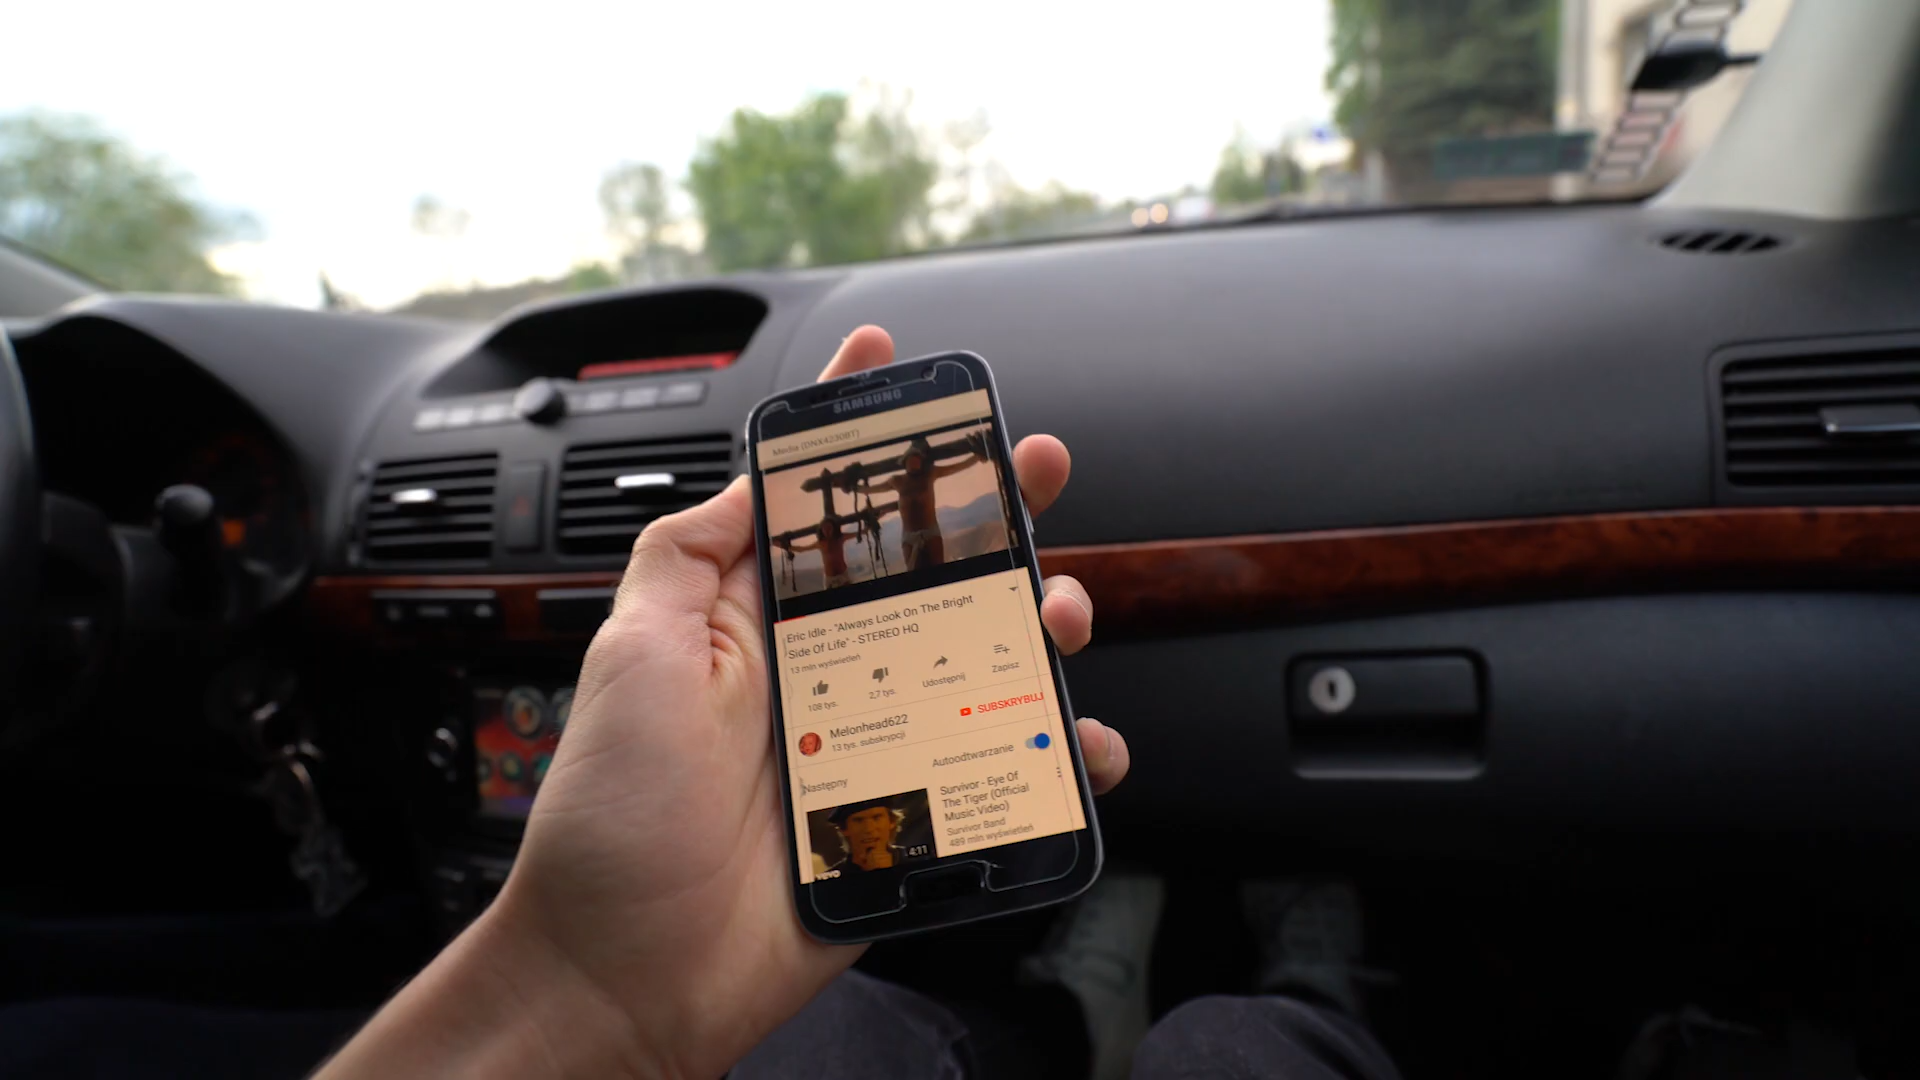 SAMSUNG
Media (DNX4230BT)
Eric Idle - "Always Look On The Bright
Side Of Life" - STEREO HQ
13 mln wyświetleń
108 tys.
2,7 tys.
Udostępnij
Zapisz
Melonhead622
13 tys. subskrypcji
SUBSKRYBUJ
Autoodtwarzanie
Następny
Survivor - Eye Of
The Tiger (Official
Music Video)
Survivor Band
489 mln wyświetleń
4:11
vevo